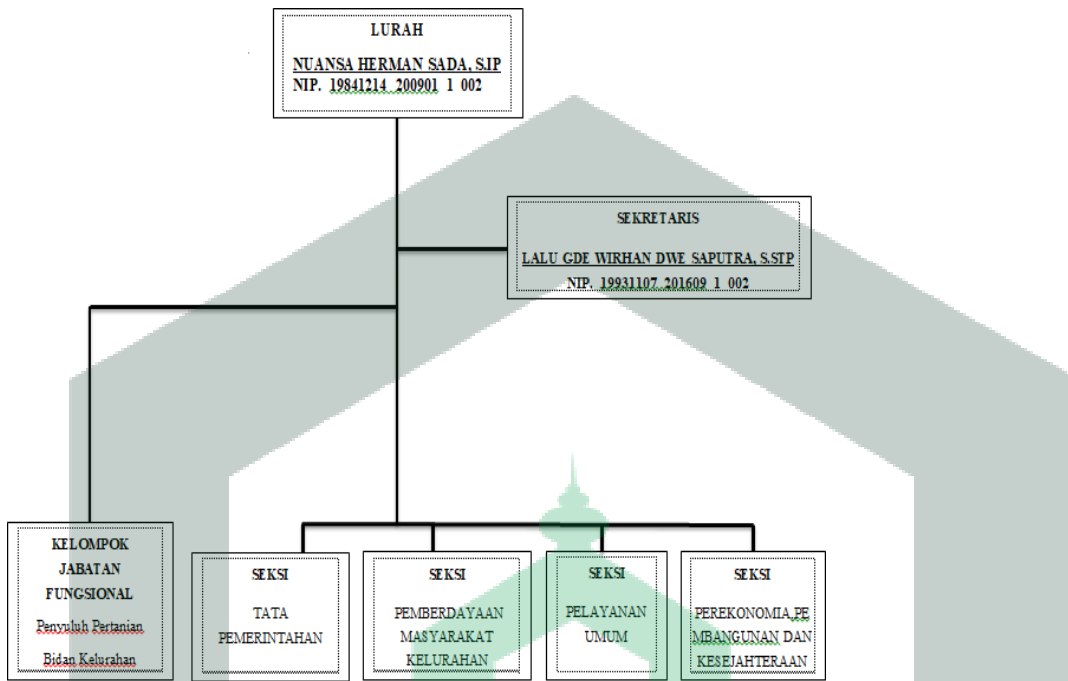 LURAH
NUANSA HERMAN SADA, S.IP
NIP. 19841214 200901 1 002
SEKRETARIS
LALU GDE WIRHAN DWE SAPUTRA, S.STP
NIP. 19931107 201609 1 002
KELOMPOK
JABATAN
FUNGSIONAL
Penyuluh Pertanian
Bidan Kelurahan
SEKSI
TATA
PEMERINTAHAN
SEKSI
PEMBERDAYAAN
MASYARAKAT
KELURAHAN
SEKSI
PELAYANAN
UMUM
SEKSI
PEREKONOMIA,PE
MBANGUNAN DAN
KESEJAHTERAAN